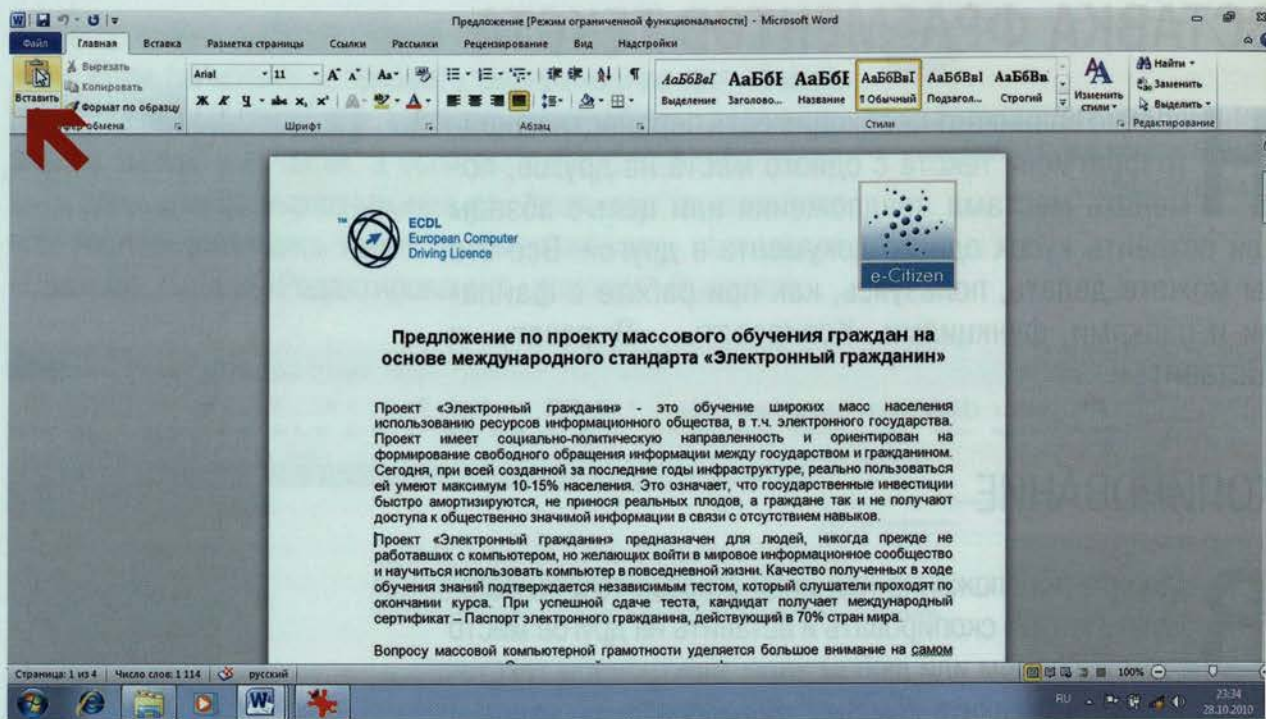 Предложение [Режим ограниченной функциональности] - Microsoft Word
Файл Главная Вставка Разметка страницы Ссылки Рассылки Рецензирование Вид Надстройки
Вырезать
Копировать
Формат по образцу
Вставить
Arial 11
Ж К Ч abc x₂ x²
АаБбВвГ АаБбГ АаБбГ АаБбВвГ АаБбВвІ АаБбВв
Выделение Заголово... Название ¶ Обычный Подзагол... Строгий
Изменить стили
Найти
Заменить
Выделить
обмена Шрифт Абзац Стили Редактирование
™ ECDL
European Computer
Driving Licence
e-Citizen
Предложение по проекту массового обучения граждан на
основе международного стандарта «Электронный гражданин»
Проект «Электронный гражданин» - это обучение широких масс населения
использованию ресурсов информационного общества, в т.ч. электронного государства.
Проект имеет социально-политическую направленность и ориентирован на
формирование свободного обращения информации между государством и гражданином.
Сегодня, при всей созданной за последние годы инфраструктуре, реально пользоваться
ей умеют максимум 10-15% населения. Это означает, что государственные инвестиции
быстро амортизируются, не принося реальных плодов, а граждане так и не получают
доступа к общественно значимой информации в связи с отсутствием навыков.
Проект «Электронный гражданин» предназначен для людей, никогда прежде не
работавших с компьютером, но желающих войти в мировое информационное сообщество
и научиться использовать компьютер в повседневной жизни. Качество полученных в ходе
обучения знаний подтверждается независимым тестом, который слушатели проходят по
окончании курса. При успешной сдаче теста, кандидат получает международный
сертификат – Паспорт электронного гражданина, действующий в 70% стран мира.
Вопросу массовой компьютерной грамотности уделяется большое внимание на самом
Страница: 1 из 4 Число слов: 1 114 русский 100%
RU 23:34
28.10.2010